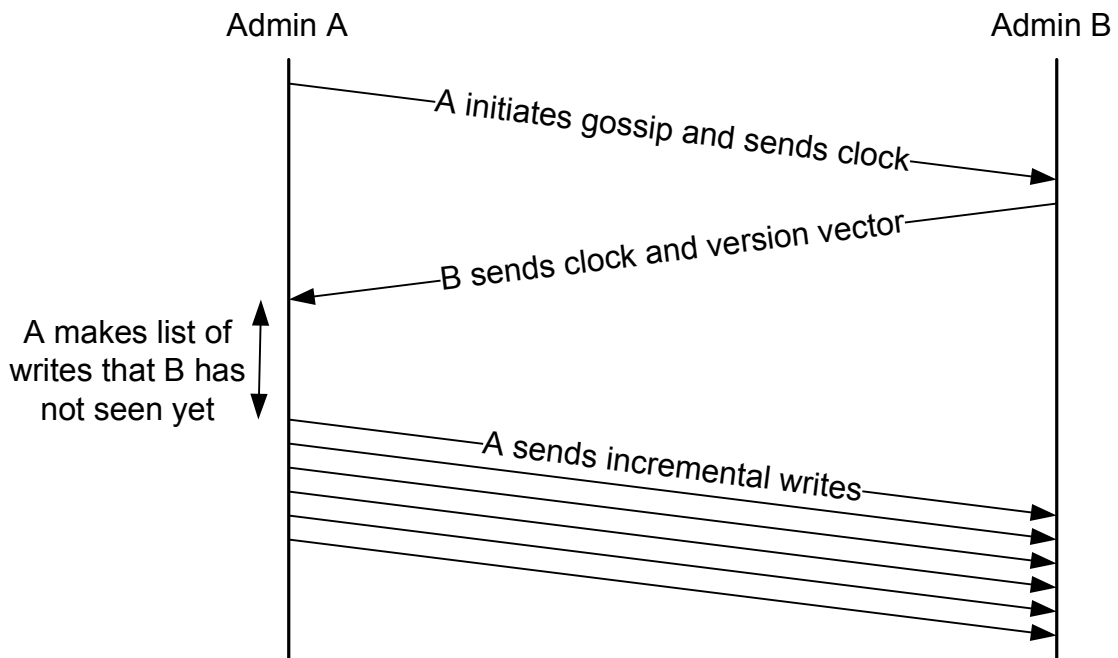 Admin A
Admin B
A initiates gossip and sends clock
B sends clock and version vector
A makes list of
writes that B has
not seen yet
A sends incremental writes